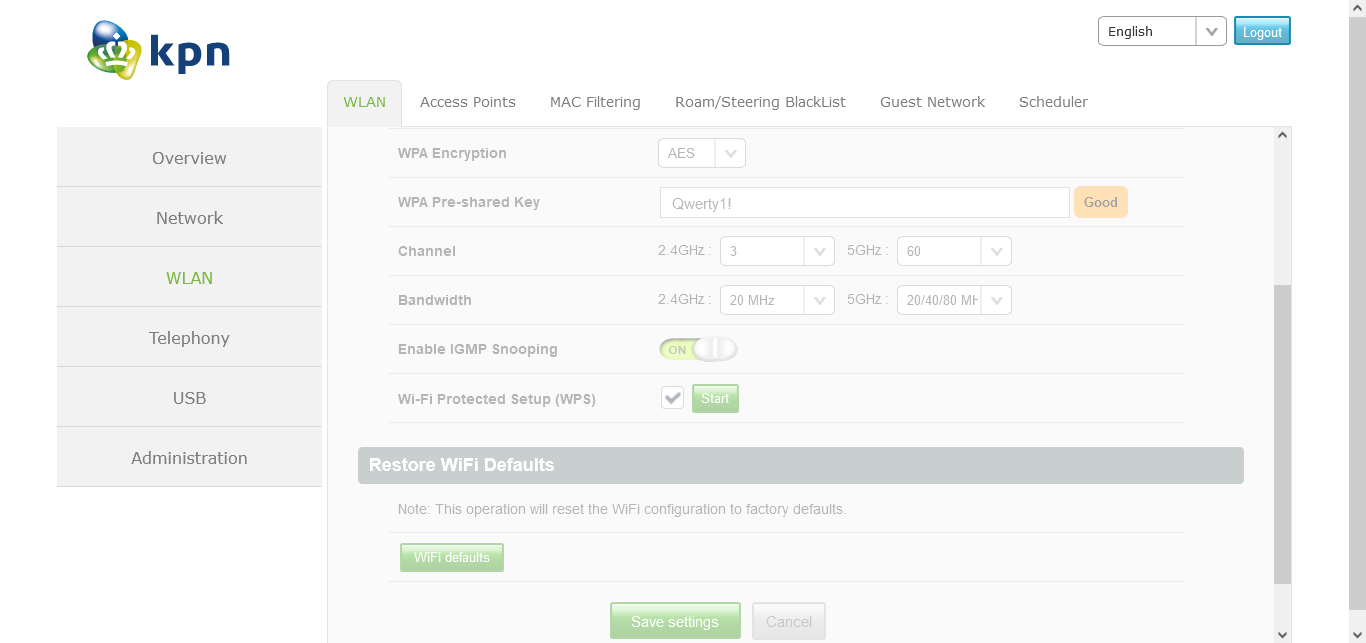 kpn
English
Logout
WLAN Access Points MAC Filtering Roam/Steering BlackList Guest Network Scheduler
Overview
Network
WLAN
Telephony
USB
Administration
WPA Encryption AES
WPA Pre-shared Key Qwerty1! Good
Channel 2.4GHz : 3 5GHz : 60
Bandwidth 2.4GHz : 20 MHz 5GHz : 20/40/80 MH
Enable IGMP Snooping ON
Wi-Fi Protected Setup (WPS) Start
Restore WiFi Defaults
Note: This operation will reset the WiFi configuration to factory defaults.
WiFi defaults
Save settings Cancel